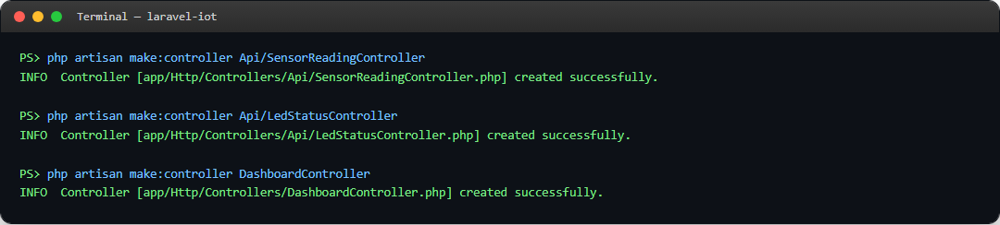 Terminal — laravel-iot
PS> php artisan make:controller Api/SensorReadingController
INFO  Controller [app/Http/Controllers/Api/SensorReadingController.php] created successfully.
PS> php artisan make:controller Api/LedStatusController
INFO  Controller [app/Http/Controllers/Api/LedStatusController.php] created successfully.
PS> php artisan make:controller DashboardController
INFO  Controller [app/Http/Controllers/DashboardController.php] created successfully.